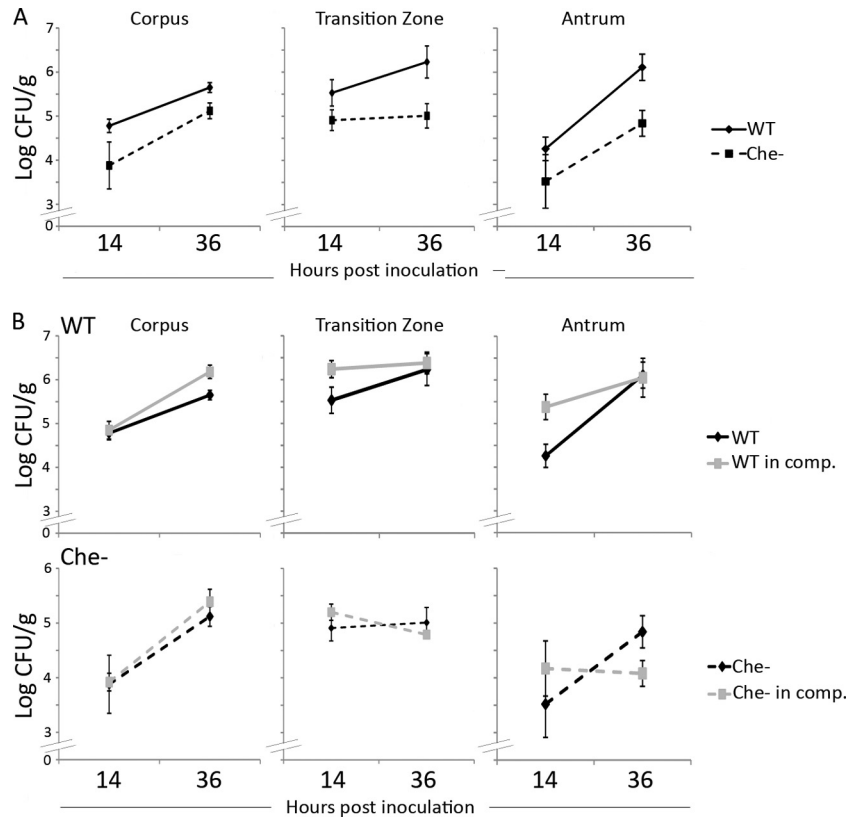 A
Corpus
Transition Zone
Antrum
Log CFU/g
7
6
5
4
3
0
14 36
14 36
14 36
Hours post inoculation
WT
Che-
B
WT
Corpus
Transition Zone
Antrum
Log CFU/g
7
6
5
4
3
0
WT
WT in comp.
Che-
Log CFU/g
6
5
4
3
0
14 36
14 36
14 36
Hours post inoculation
Che-
Che- in comp.